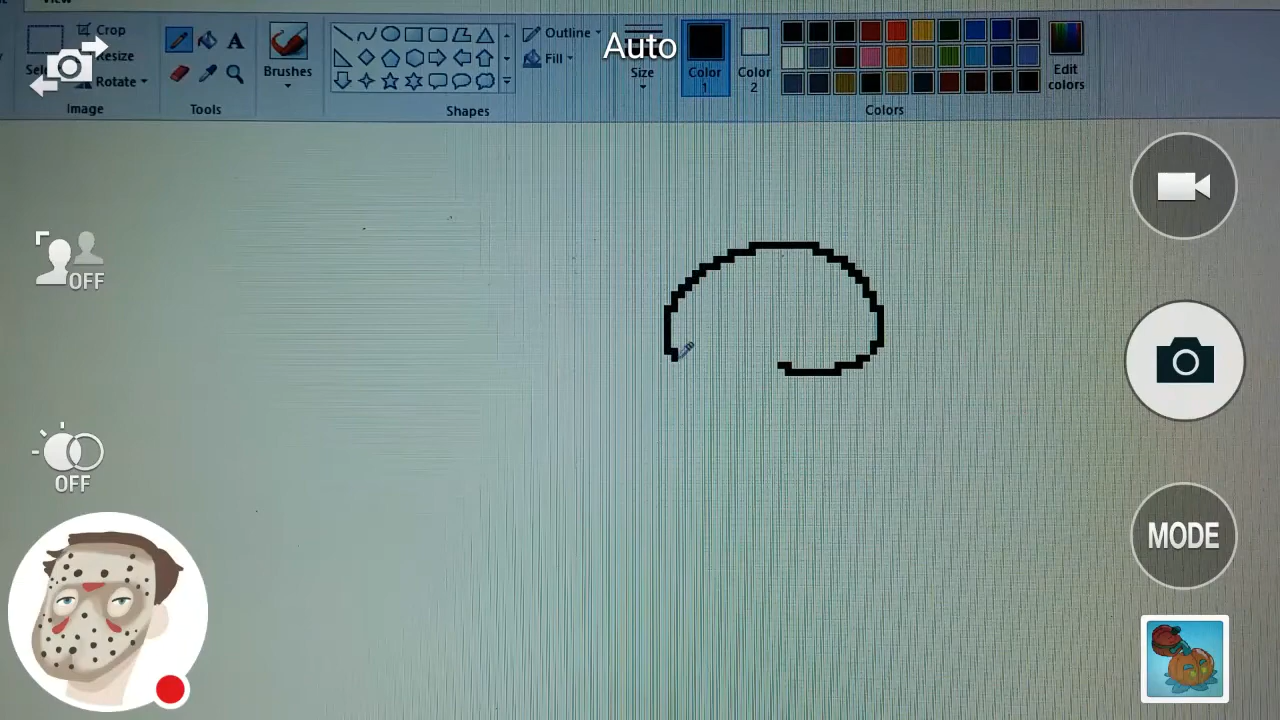 View
Crop
Resize
Rotate
Image
Tools
Brushes
Shapes
Outline
Fill
Auto
Size
Color 1
Color 2
Colors
Edit colors
OFF
OFF
MODE